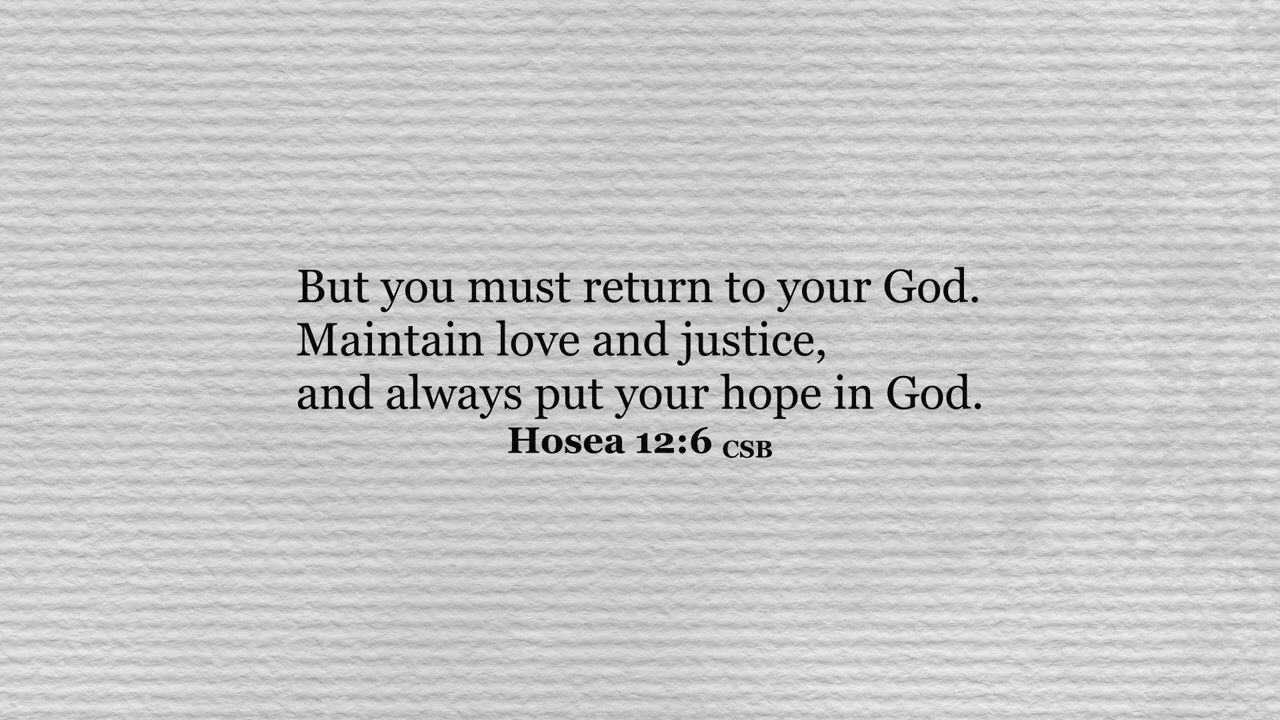 But you must return to your God.
Maintain love and justice,
and always put your hope in God.
Hosea 12:6 CSB